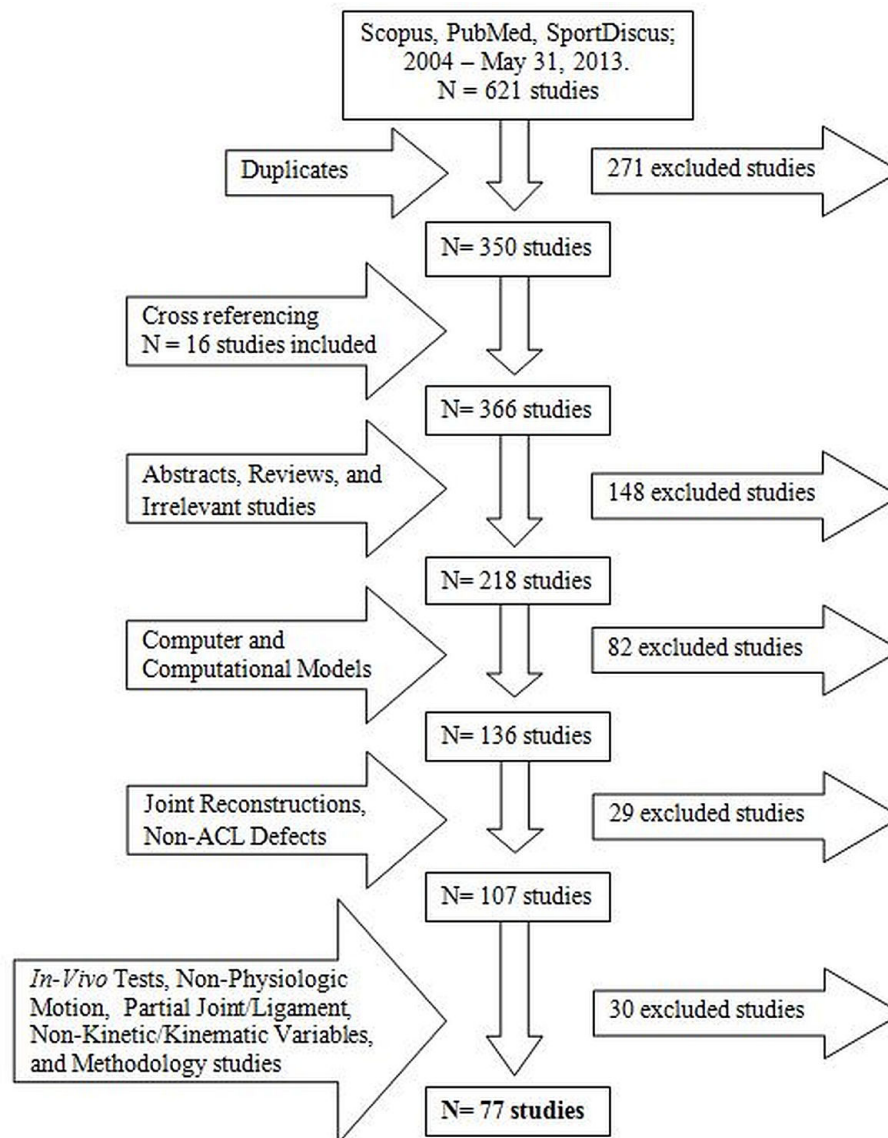 Scopus, PubMed, SportDiscus;
2004 – May 31, 2013.
N = 621 studies
Duplicates
271 excluded studies
N= 350 studies
Cross referencing
N = 16 studies included
N= 366 studies
Abstracts, Reviews, and
Irrelevant studies
148 excluded studies
N= 218 studies
Computer and
Computational Models
82 excluded studies
N= 136 studies
Joint Reconstructions,
Non-ACL Defects
29 excluded studies
N= 107 studies
In-Vivo Tests, Non-Physiologic
Motion, Partial Joint/Ligament,
Non-Kinetic/Kinematic Variables,
and Methodology studies
30 excluded studies
N= 77 studies